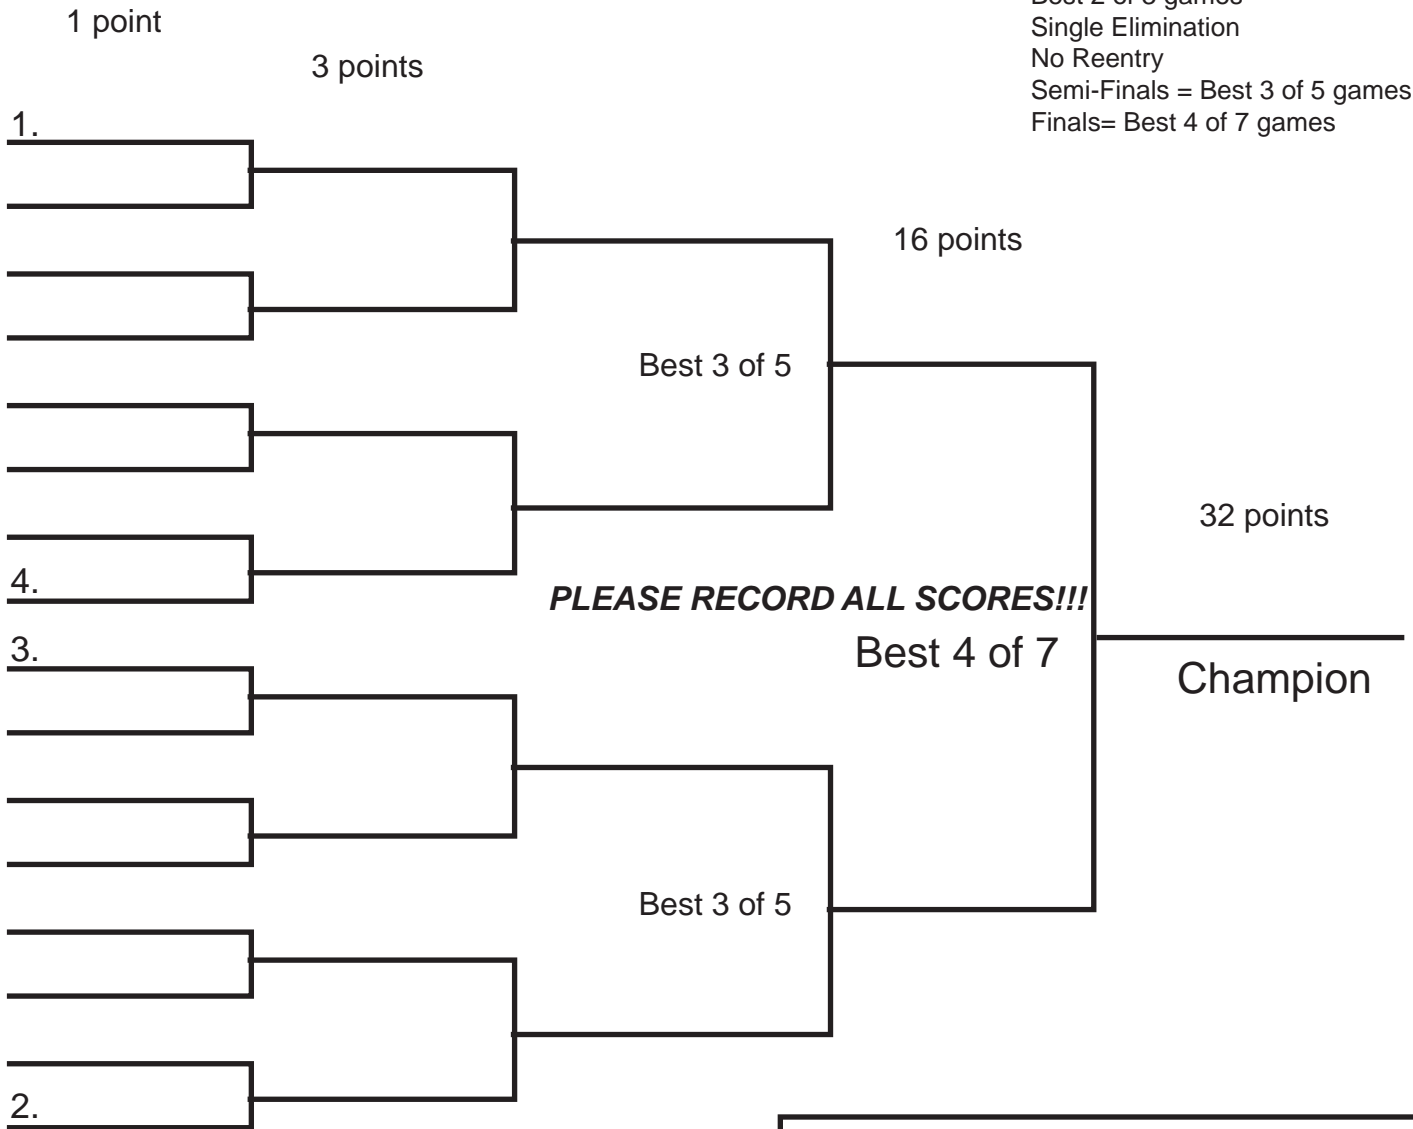 1 point
3 points
Single Elimination
No Reentry
Semi-Finals = Best 3 of 5 games
Finals= Best 4 of 7 games
1.
16 points
Best 3 of 5
32 points
4.
PLEASE RECORD ALL SCORES!!!
3.
Best 4 of 7
Champion
Best 3 of 5
2.